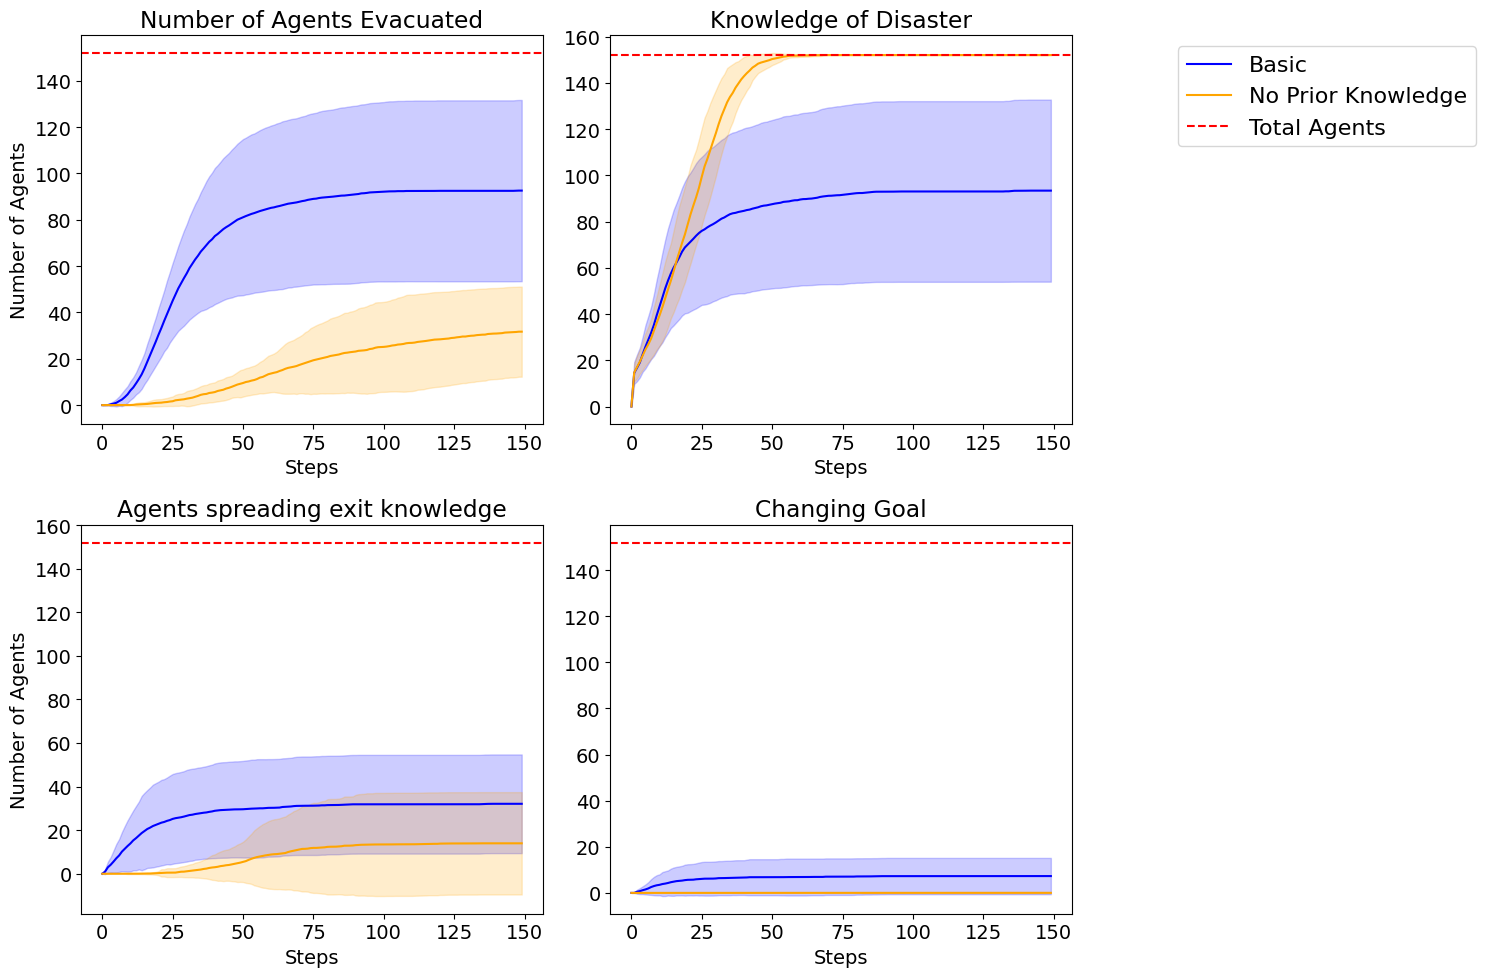 Number of Agents Evacuated
Number of Agents
140
120
100
80
60
40
20
0
0 25 50 75 100 125 150
Steps
Knowledge of Disaster
160
140
120
100
80
60
40
20
0
0 25 50 75 100 125 150
Steps
Basic
No Prior Knowledge
Total Agents
Agents spreading exit knowledge
Number of Agents
160
140
120
100
80
60
40
20
0
0 25 50 75 100 125 150
Steps
Changing Goal
140
120
100
80
60
40
20
0
0 25 50 75 100 125 150
Steps